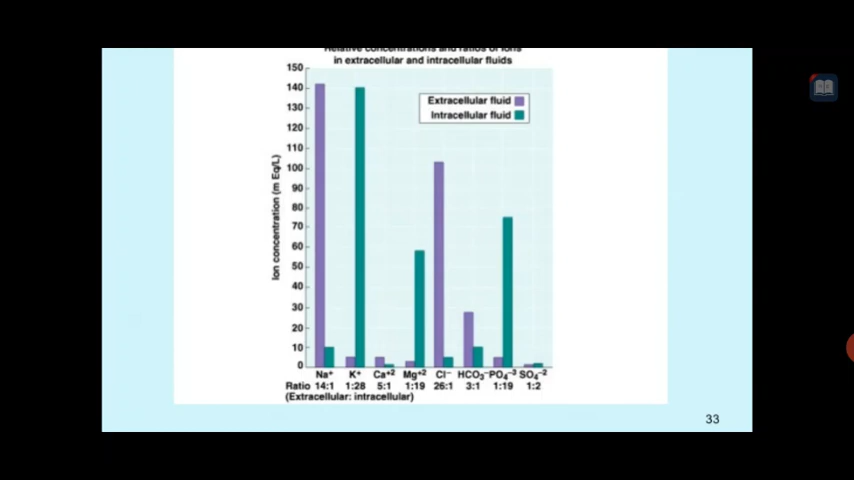 Relative concentrations and ratios of ions
in extracellular and intracellular fluids
150
140
130
120
110
100
90
80
70
60
50
40
30
20
10
0
Ion concentration (m Eq/L)
Extracellular fluid
Intracellular fluid
Na⁺ K⁺ Ca⁺² Mg⁺² Cl⁻ HCO₃⁻ PO₄⁻³ SO₄⁻²
Ratio 14:1 1:28 5:1 1:19 26:1 3:1 1:19 1:2
(Extracellular: intracellular)
33